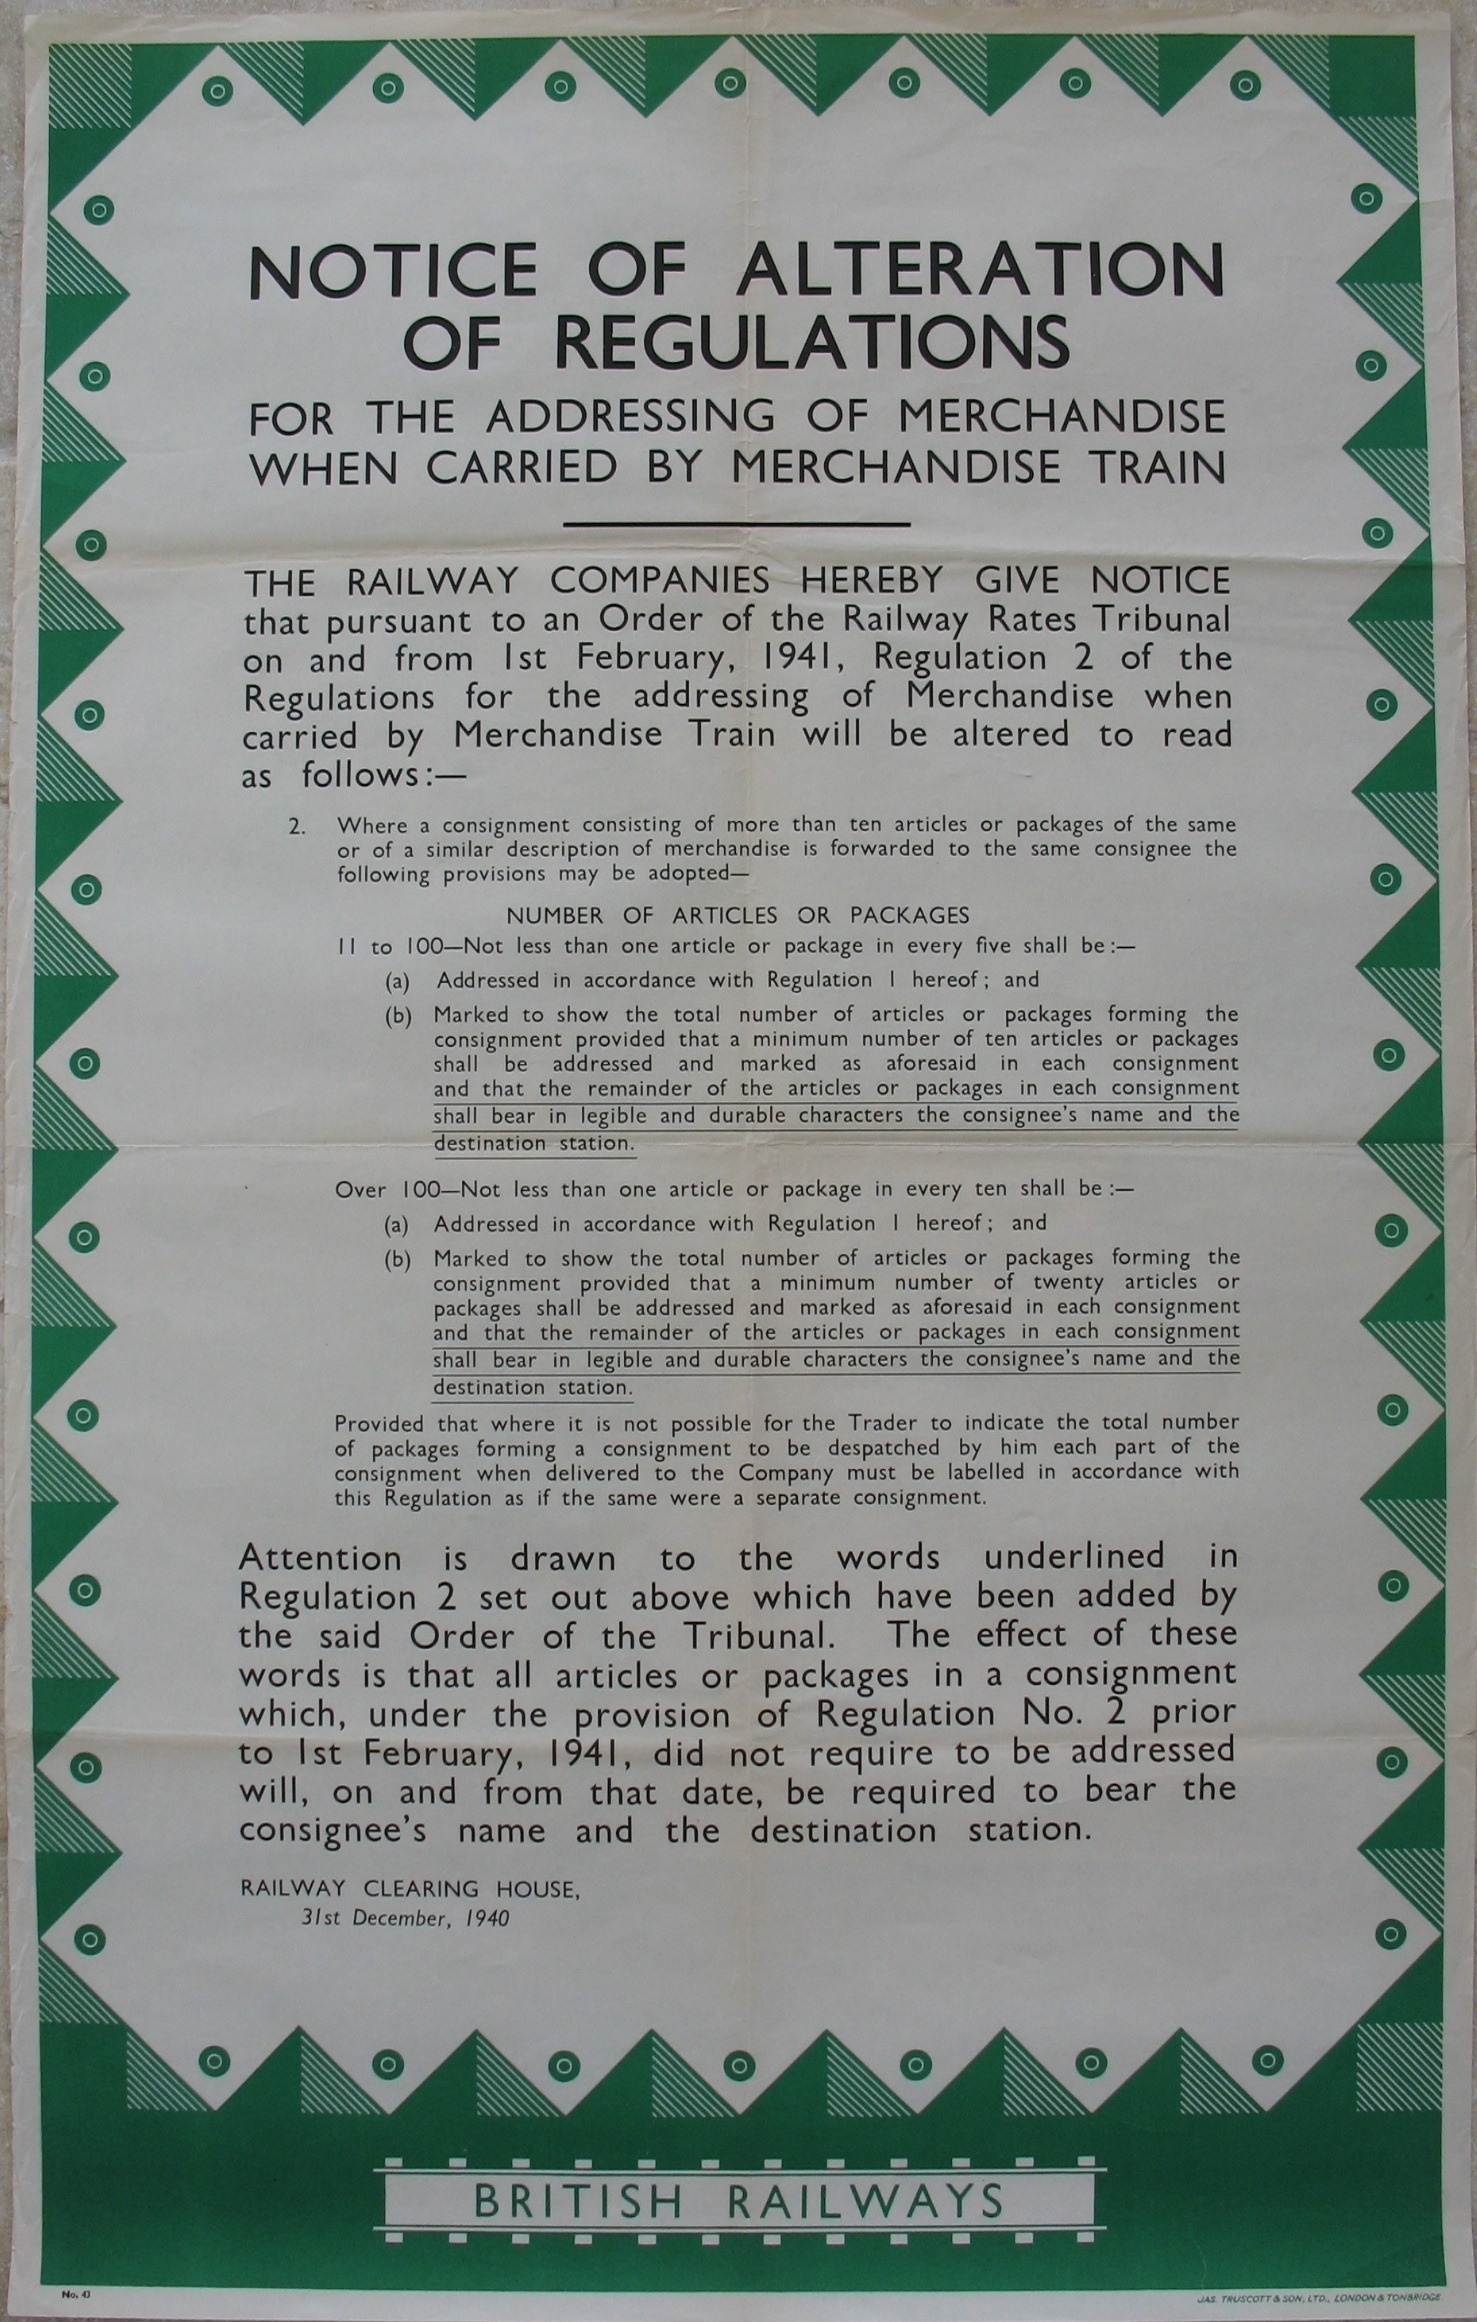 NOTICE OF ALTERATION
OF REGULATIONS
FOR THE ADDRESSING OF MERCHANDISE
WHEN CARRIED BY MERCHANDISE TRAIN
THE RAILWAY COMPANIES HEREBY GIVE NOTICE
that pursuant to an Order of the Railway Rates Tribunal
on and from 1st February, 1941, Regulation 2 of the
Regulations for the addressing of Merchandise when
carried by Merchandise Train will be altered to read
as follows:—
2. Where a consignment consisting of more than ten articles or packages of the same
or of a similar description of merchandise is forwarded to the same consignee the
following provisions may be adopted—
NUMBER OF ARTICLES OR PACKAGES
11 to 100—Not less than one article or package in every five shall be:—
(a) Addressed in accordance with Regulation 1 hereof; and
(b) Marked to show the total number of articles or packages forming the
consignment provided that a minimum number of ten articles or packages
shall be addressed and marked as aforesaid in each consignment
and that the remainder of the articles or packages in each consignment
shall bear in legible and durable characters the consignee's name and the
destination station.
Over 100—Not less than one article or package in every ten shall be:—
(a) Addressed in accordance with Regulation 1 hereof; and
(b) Marked to show the total number of articles or packages forming the
consignment provided that a minimum number of twenty articles or
packages shall be addressed and marked as aforesaid in each consignment
and that the remainder of the articles or packages in each consignment
shall bear in legible and durable characters the consignee's name and the
destination station.
Provided that where it is not possible for the Trader to indicate the total number
of packages forming a consignment to be despatched by him each part of the
consignment when delivered to the Company must be labelled in accordance with
this Regulation as if the same were a separate consignment.
Attention is drawn to the words underlined in
Regulation 2 set out above which have been added by
the said Order of the Tribunal. The effect of these
words is that all articles or packages in a consignment
which, under the provision of Regulation No. 2 prior
to 1st February, 1941, did not require to be addressed
will, on and from that date, be required to bear the
consignee's name and the destination station.
RAILWAY CLEARING HOUSE,
31st December, 1940
BRITISH RAILWAYS
No. 43
JAS. TRUSCOTT & SON, LTD., LONDON & TONBRIDGE